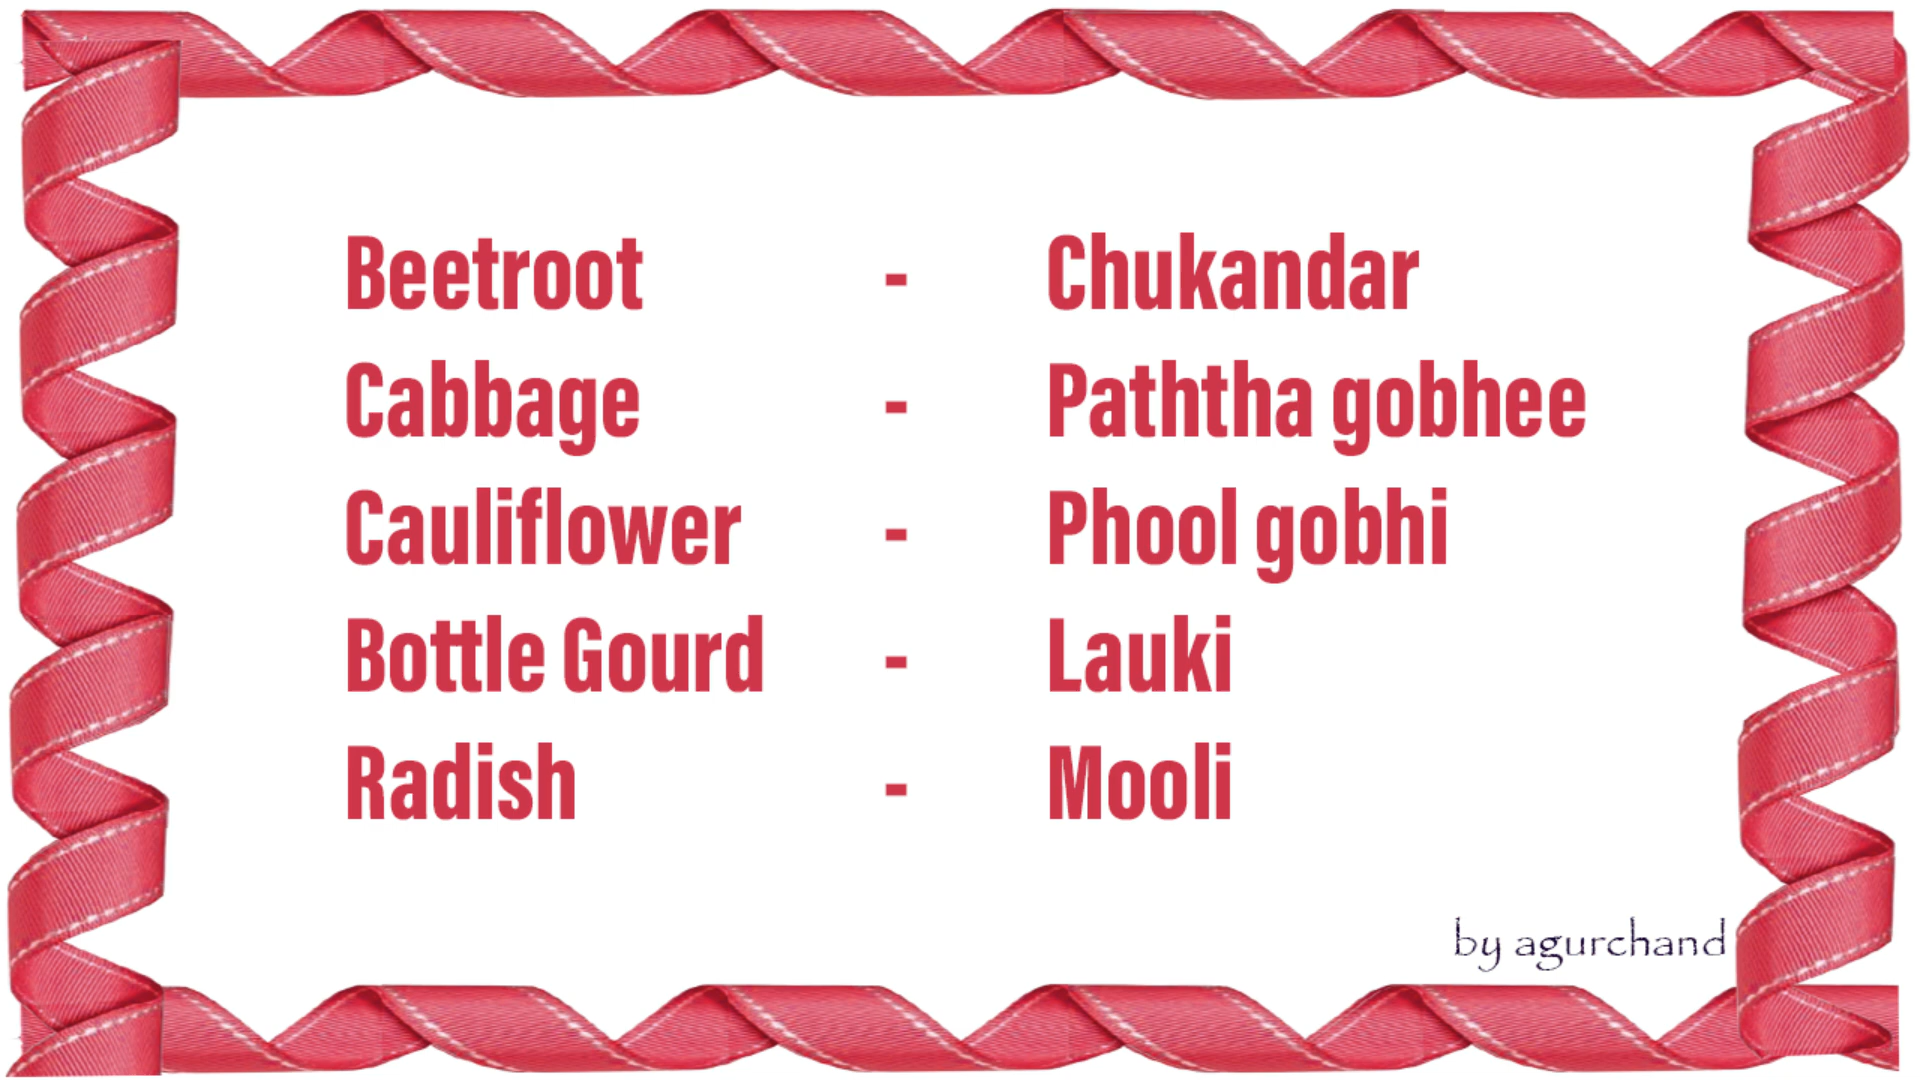 Beetroot - Chukandar
Cabbage - Paththa gobhee
Cauliflower - Phool gobhi
Bottle Gourd - Lauki
Radish - Mooli
by agurchand